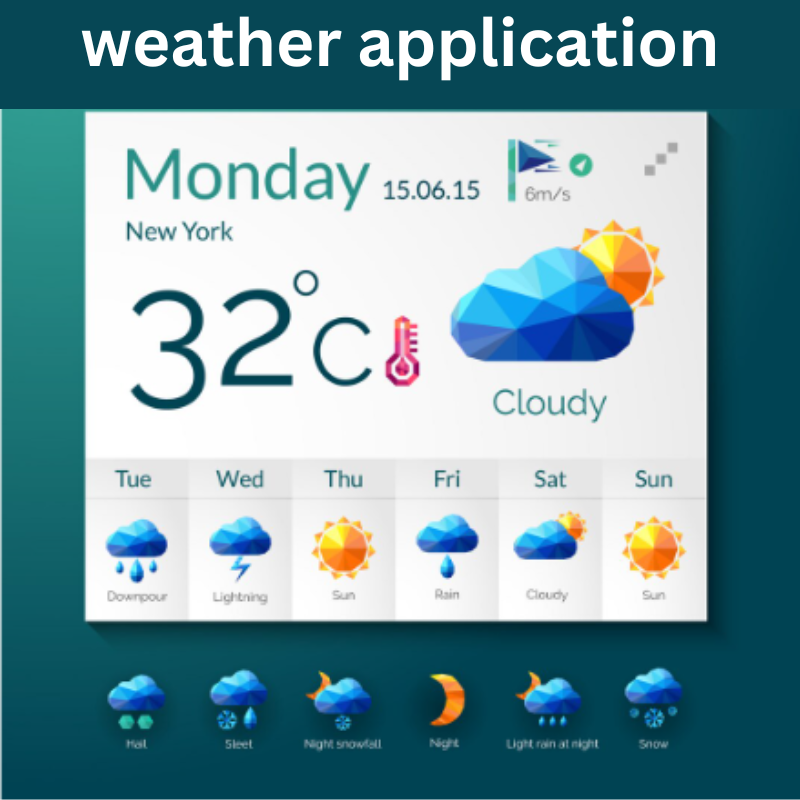 weather application
Monday 15.06.15
6m/s
New York
32°C
Cloudy
Tue Wed Thu Fri Sat Sun
Downpour Lightning Sun Rain Cloudy Sun
Hail Sleet Night snowfall Night Light rain at night Snow